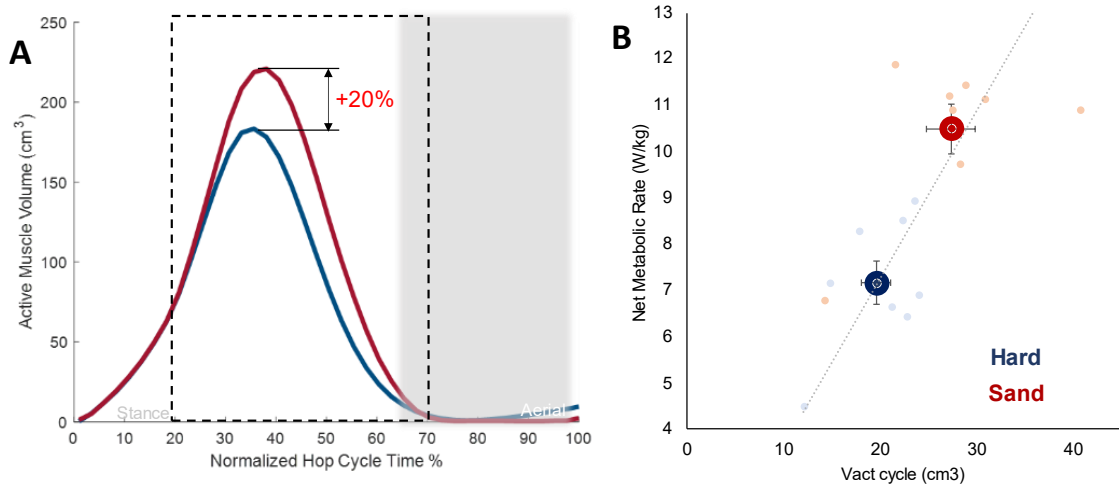 A
Active Muscle Volume (cm³)
250
200
150
100
50
0
+20%
Stance
Aerial
0 10 20 30 40 50 60 70 80 90 100
Normalized Hop Cycle Time %
B
Net Metabolic Rate (W/kg)
13
12
11
10
9
8
7
6
5
4
Hard
Sand
0 10 20 30 40
Vact cycle (cm3)